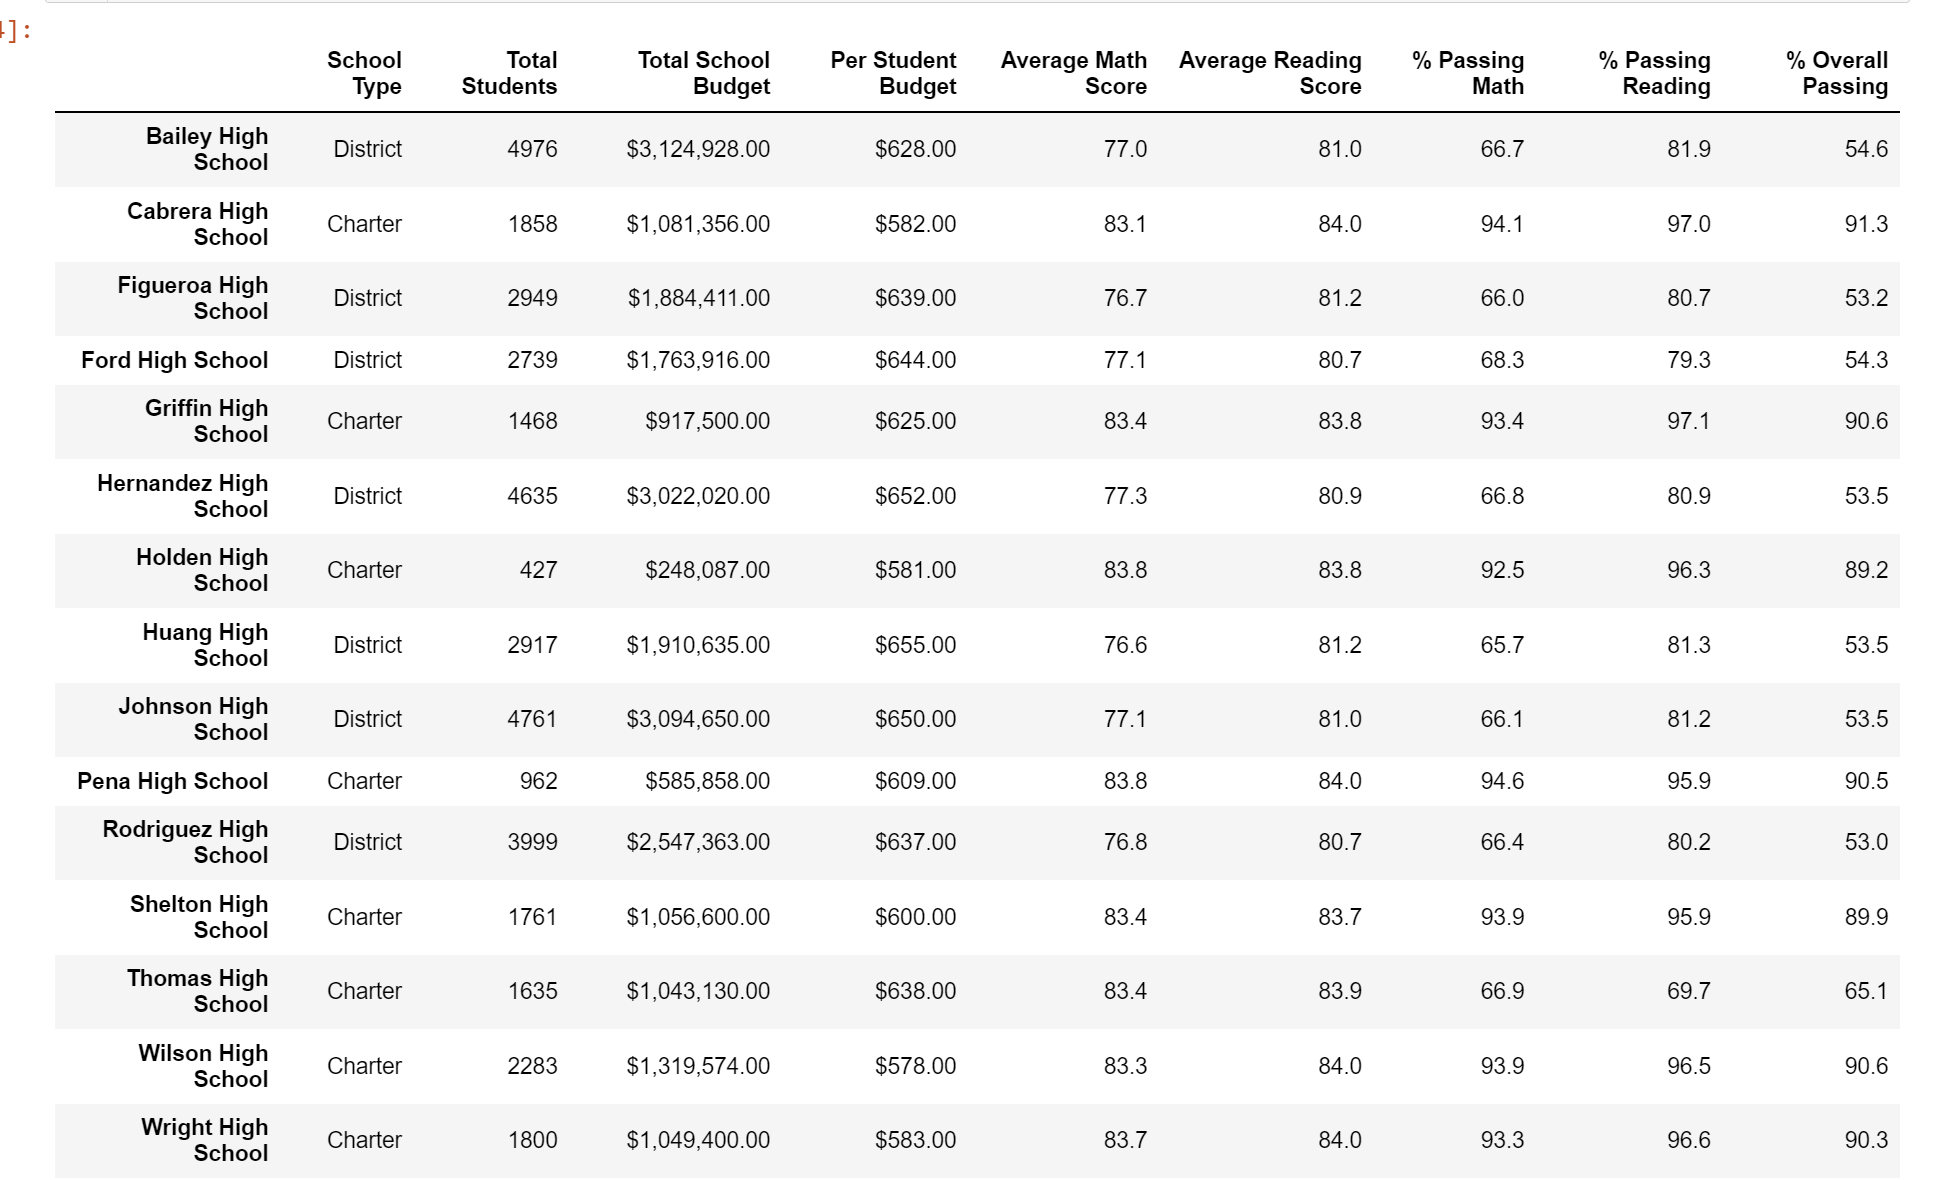 4]:
School Total Total School Per Student Average Math Average Reading % Passing % Passing % Overall
Type Students Budget Budget Score Score Math Reading Passing
Bailey High School District 4976 $3,124,928.00 $628.00 77.0 81.0 66.7 81.9 54.6
Cabrera High School Charter 1858 $1,081,356.00 $582.00 83.1 84.0 94.1 97.0 91.3
Figueroa High School District 2949 $1,884,411.00 $639.00 76.7 81.2 66.0 80.7 53.2
Ford High School District 2739 $1,763,916.00 $644.00 77.1 80.7 68.3 79.3 54.3
Griffin High School Charter 1468 $917,500.00 $625.00 83.4 83.8 93.4 97.1 90.6
Hernandez High School District 4635 $3,022,020.00 $652.00 77.3 80.9 66.8 80.9 53.5
Holden High School Charter 427 $248,087.00 $581.00 83.8 83.8 92.5 96.3 89.2
Huang High School District 2917 $1,910,635.00 $655.00 76.6 81.2 65.7 81.3 53.5
Johnson High School District 4761 $3,094,650.00 $650.00 77.1 81.0 66.1 81.2 53.5
Pena High School Charter 962 $585,858.00 $609.00 83.8 84.0 94.6 95.9 90.5
Rodriguez High School District 3999 $2,547,363.00 $637.00 76.8 80.7 66.4 80.2 53.0
Shelton High School Charter 1761 $1,056,600.00 $600.00 83.4 83.7 93.9 95.9 89.9
Thomas High School Charter 1635 $1,043,130.00 $638.00 83.4 83.9 66.9 69.7 65.1
Wilson High School Charter 2283 $1,319,574.00 $578.00 83.3 84.0 93.9 96.5 90.6
Wright High School Charter 1800 $1,049,400.00 $583.00 83.7 84.0 93.3 96.6 90.3